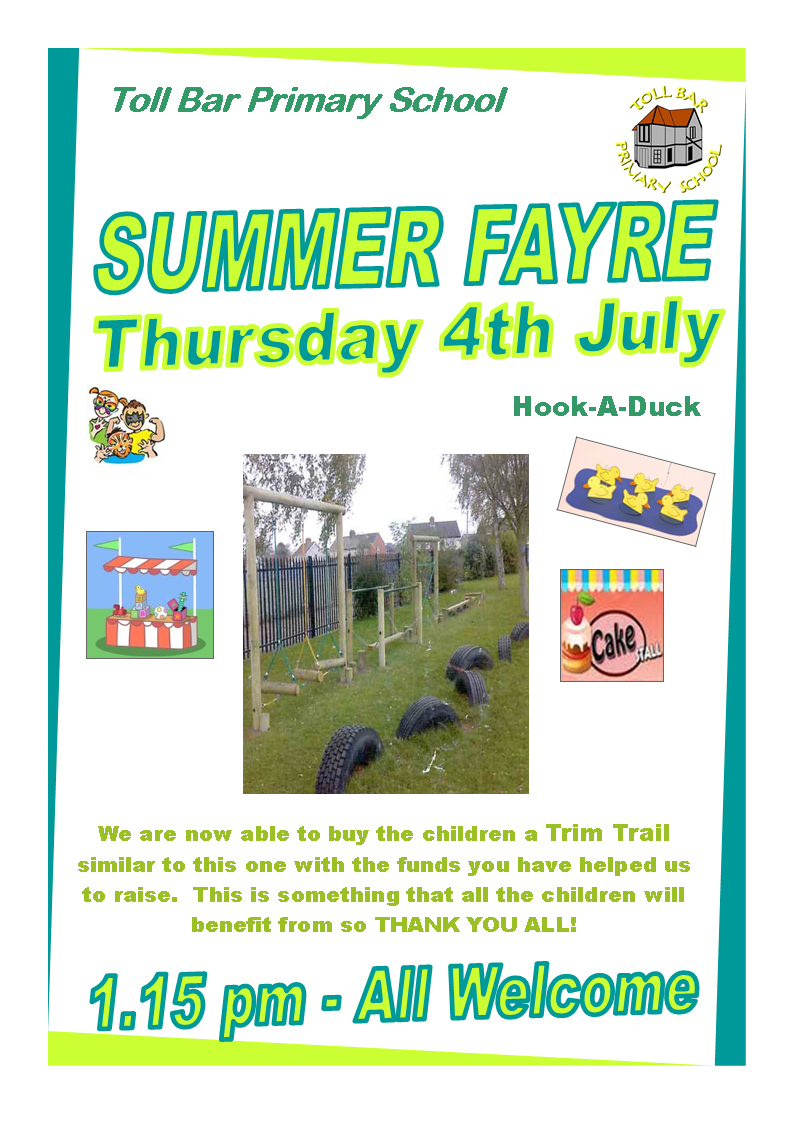 Toll Bar Primary School
TOLL BAR
PRIMARY SCHOOL
SUMMER FAYRE
Thursday 4th July
Hook-A-Duck
Cake
STALL
We are now able to buy the children a Trim Trail
similar to this one with the funds you have helped us
to raise. This is something that all the children will
benefit from so THANK YOU ALL!
1.15 pm - All Welcome